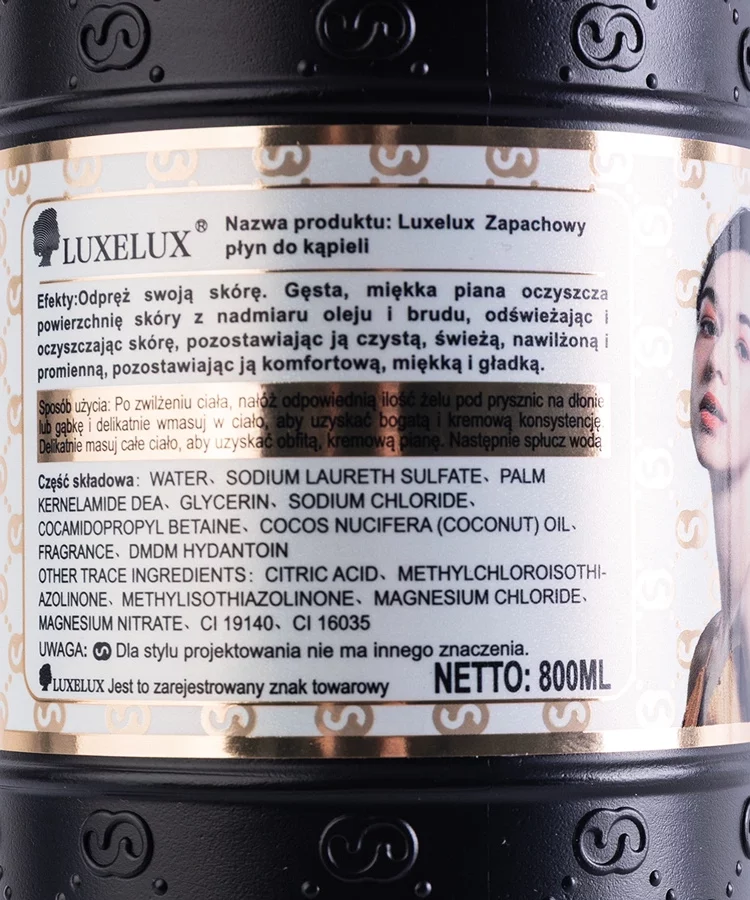 LUXELUX® Nazwa produktu: Luxelux Zapachowy
płyn do kąpieli
Efekty:Odpręż swoją skórę. Gęsta, miękka piana oczyszcza
powierzchnię skóry z nadmiaru oleju i brudu, odświeżając i
oczyszczając skórę, pozostawiając ją czystą, świeżą, nawilżoną i
promienną, pozostawiając ją komfortową, miękką i gładką.
Sposób użycia: Po zwilżeniu ciała, nałóż odpowiednią ilość żelu pod prysznic na dłonie
lub gąbkę i delikatnie wmasuj w ciało, aby uzyskać bogatą i kremową konsystencję.
Delikatnie masuj całe ciało, aby uzyskać obfitą, kremową pianę. Następnie spłucz wodą
Część składowa: WATER、SODIUM LAURETH SULFATE、PALM
KERNELAMIDE DEA、GLYCERIN、SODIUM CHLORIDE、
COCAMIDOPROPYL BETAINE、COCOS NUCIFERA (COCONUT) OIL、
FRAGRANCE、DMDM HYDANTOIN
OTHER TRACE INGREDIENTS: CITRIC ACID、METHYLCHLOROISOTHI-
AZOLINONE、METHYLISOTHIAZOLINONE、MAGNESIUM CHLORIDE、
MAGNESIUM NITRATE、CI 19140、CI 16035
UWAGA: Dla stylu projektowania nie ma innego znaczenia.
LUXELUX Jest to zarejestrowany znak towarowy NETTO: 800ML